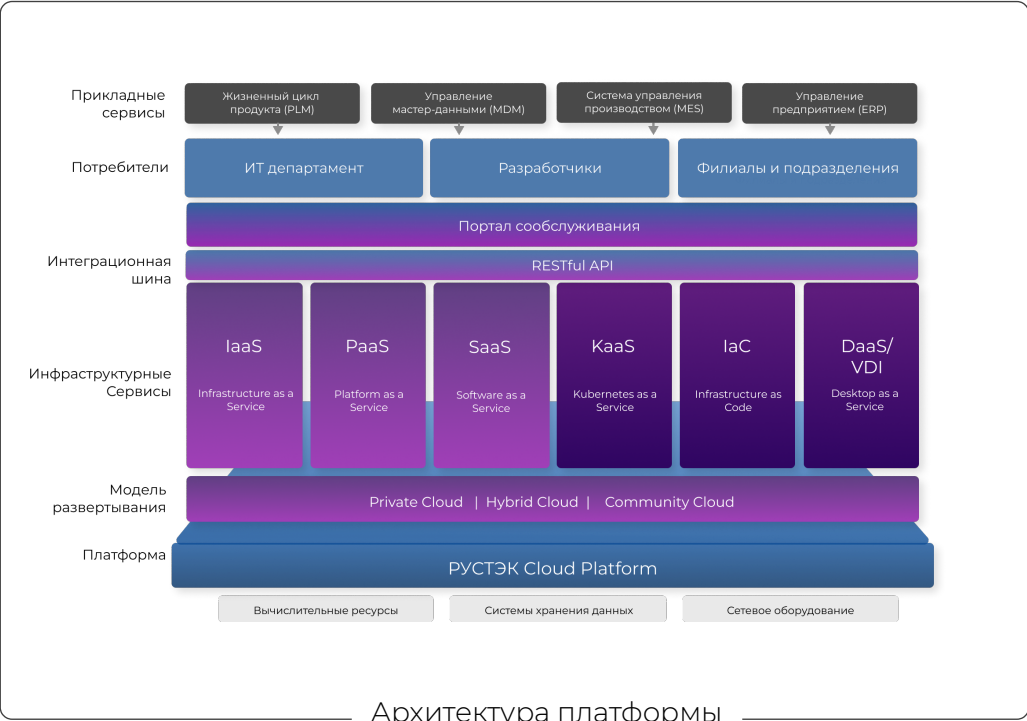 Прикладные
сервисы
Жизненный цикл
продукта (PLM)
Управление
мастер-данными (MDM)
Система управления
производством (MES)
Управление
предприятием (ERP)
Потребители
ИТ департамент
Разработчики
Филиалы и подразделения
Портал сообслуживания
Интеграционная
шина
RESTful API
Инфраструктурные
Сервисы
IaaS
Infrastructure as a
Service
PaaS
Platform as a
Service
SaaS
Software as a
Service
KaaS
Kubernetes as a
Service
IaC
Infrastructure as
Code
DaaS/
VDI
Desktop as a
Service
Модель
развертывания
Private Cloud | Hybrid Cloud | Community Cloud
Платформа
РУСТЭК Cloud Platform
Вычислительные ресурсы
Системы хранения данных
Сетевое оборудование
Архитектура платформы